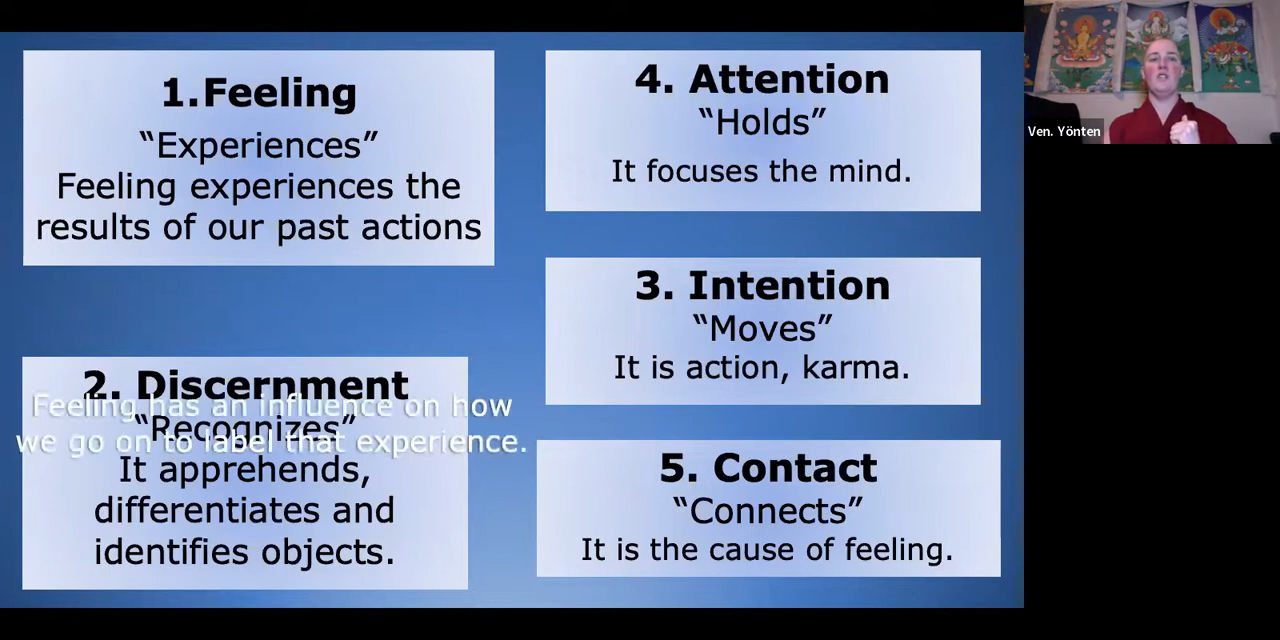 1.Feeling
“Experiences”
Feeling experiences the
results of our past actions
2. Discernment
“Recognizes”
It apprehends,
differentiates and
identifies objects.
Feeling has an influence on how
we go on to label that experience.
4. Attention
“Holds”
It focuses the mind.
3. Intention
“Moves”
It is action, karma.
5. Contact
“Connects”
It is the cause of feeling.
Ven. Yönten